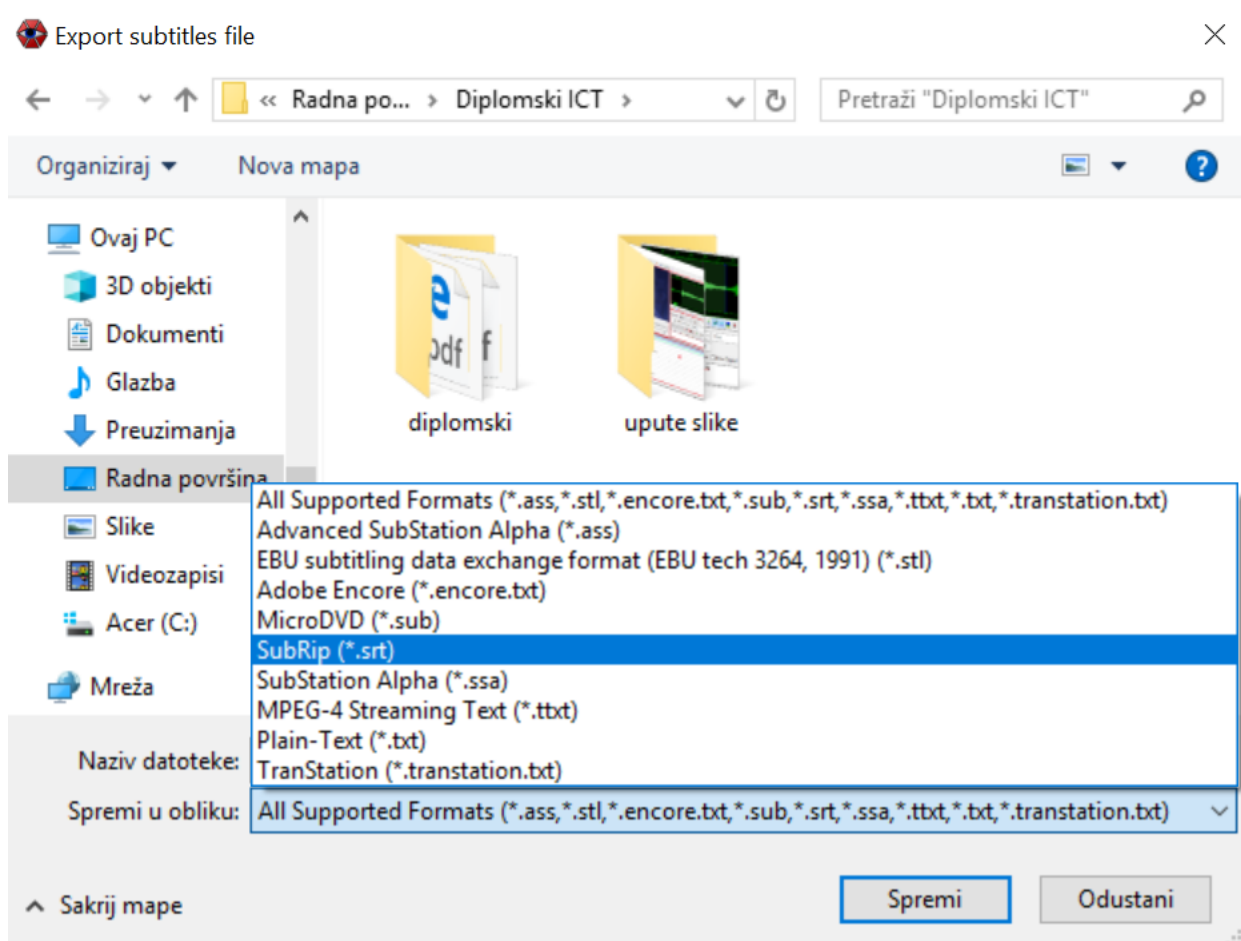 Export subtitles file
« Radna po... › Diplomski ICT ›
Pretraži "Diplomski ICT"
Organiziraj
Nova mapa
?
Ovaj PC
3D objekti
Dokumenti
Glazba
Preuzimanja
Radna površina
Slike
Videozapisi
Acer (C:)
Mreža
e
pdf
f
diplomski
upute slike
All Supported Formats (*.ass,*.stl,*.encore.txt,*.sub,*.srt,*.ssa,*.ttxt,*.txt,*.transtation.txt)
Advanced SubStation Alpha (*.ass)
EBU subtitling data exchange format (EBU tech 3264, 1991) (*.stl)
Adobe Encore (*.encore.txt)
MicroDVD (*.sub)
SubRip (*.srt)
SubStation Alpha (*.ssa)
MPEG-4 Streaming Text (*.ttxt)
Plain-Text (*.txt)
TranStation (*.transtation.txt)
Naziv datoteke:
Spremi u obliku: All Supported Formats (*.ass,*.stl,*.encore.txt,*.sub,*.srt,*.ssa,*.ttxt,*.txt,*.transtation.txt)
Sakrij mape
Spremi
Odustani